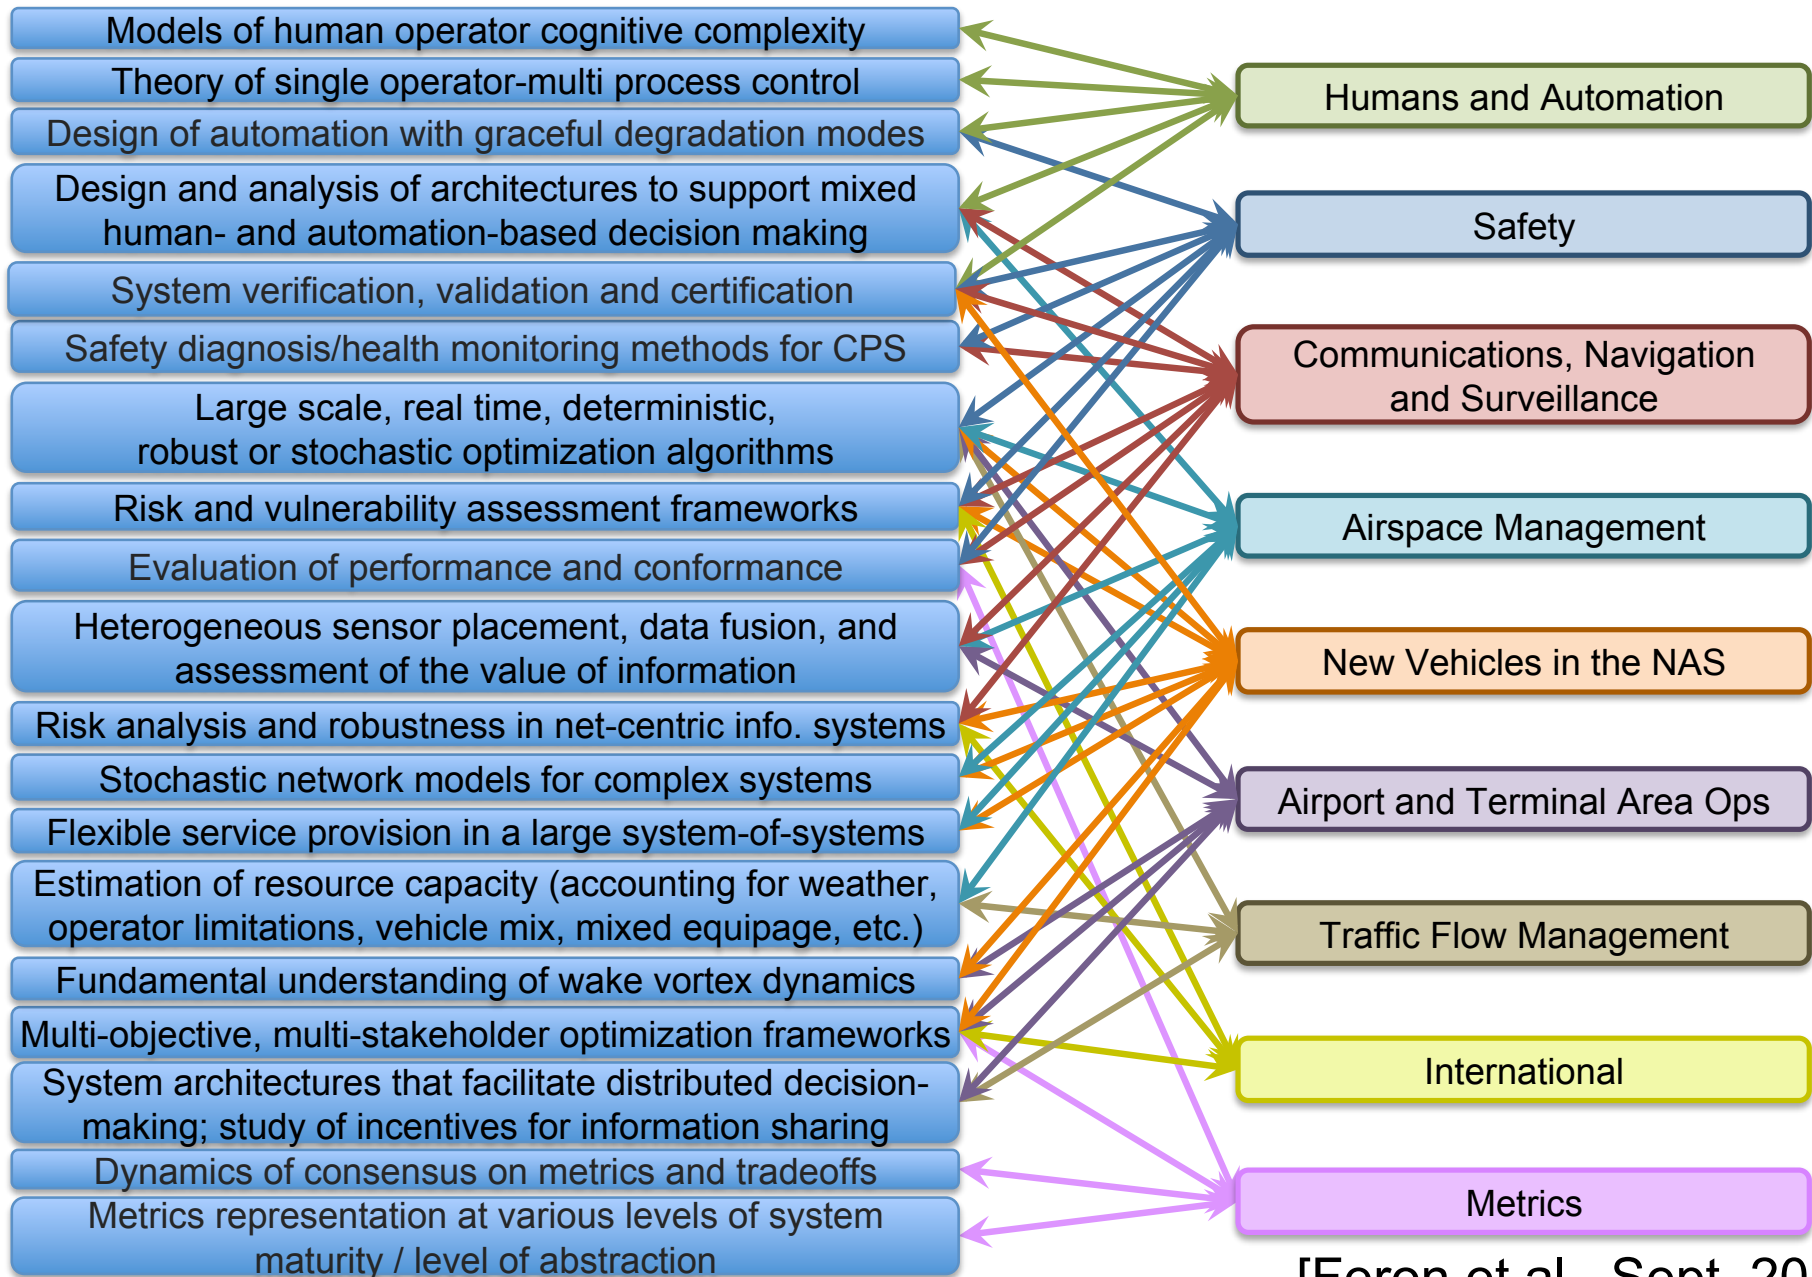 Models of human operator cognitive complexity
Theory of single operator-multi process control
Design of automation with graceful degradation modes
Design and analysis of architectures to support mixed
human- and automation-based decision making
System verification, validation and certification
Safety diagnosis/health monitoring methods for CPS
Large scale, real time, deterministic,
robust or stochastic optimization algorithms
Risk and vulnerability assessment frameworks
Evaluation of performance and conformance
Heterogeneous sensor placement, data fusion, and
assessment of the value of information
Risk analysis and robustness in net-centric info. systems
Stochastic network models for complex systems
Flexible service provision in a large system-of-systems
Estimation of resource capacity (accounting for weather,
operator limitations, vehicle mix, mixed equipage, etc.)
Fundamental understanding of wake vortex dynamics
Multi-objective, multi-stakeholder optimization frameworks
System architectures that facilitate distributed decision-
making; study of incentives for information sharing
Dynamics of consensus on metrics and tradeoffs
Metrics representation at various levels of system
maturity / level of abstraction
Humans and Automation
Safety
Communications, Navigation
and Surveillance
Airspace Management
New Vehicles in the NAS
Airport and Terminal Area Ops
Traffic Flow Management
International
Metrics
[Feron et al., Sept. 20